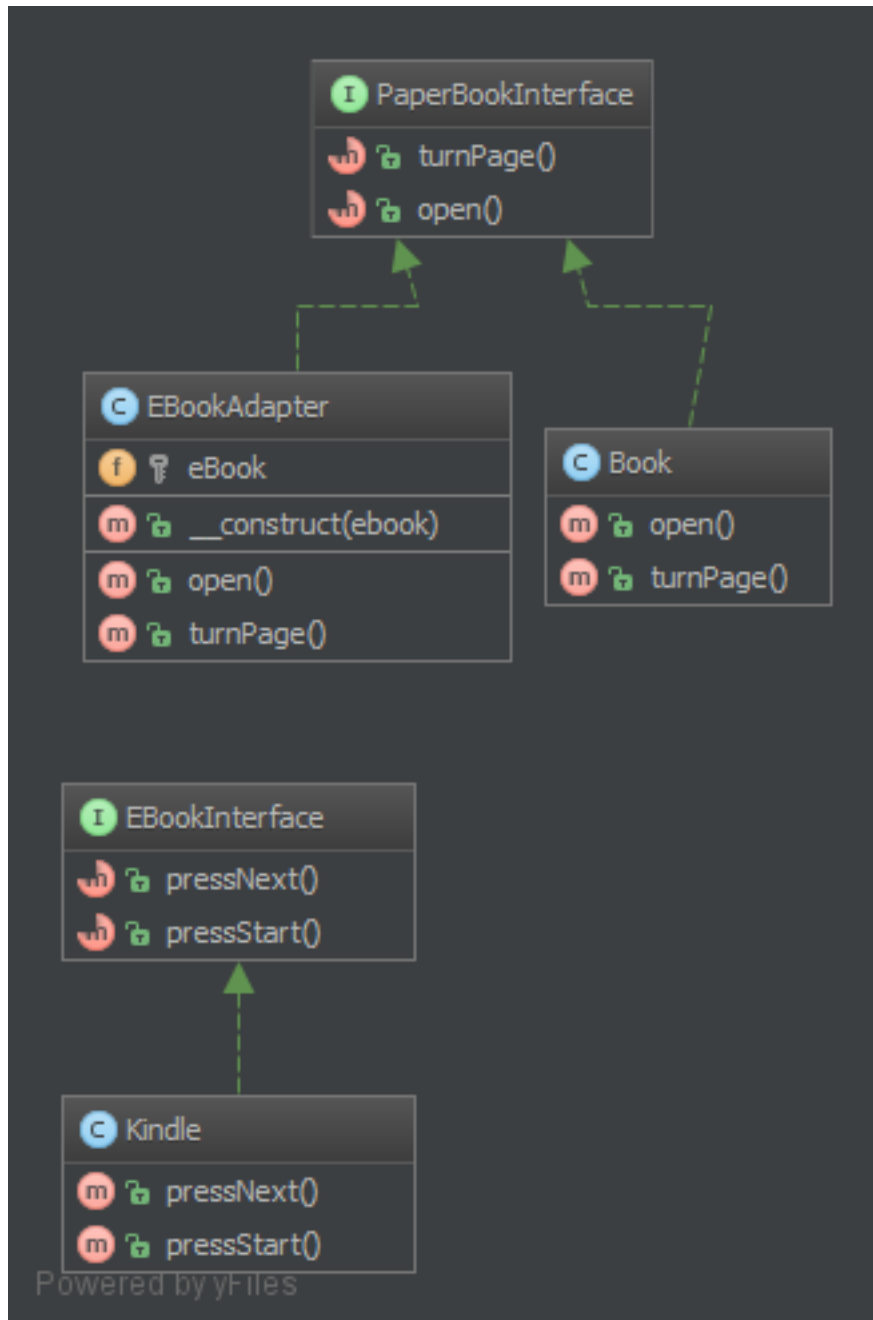 I PaperBookInterface
m turnPage()
m open()
C EBookAdapter
f eBook
m __construct(ebook)
m open()
m turnPage()
C Book
m open()
m turnPage()
I EBookInterface
m pressNext()
m pressStart()
C Kindle
m pressNext()
m pressStart()
Powered by yFiles